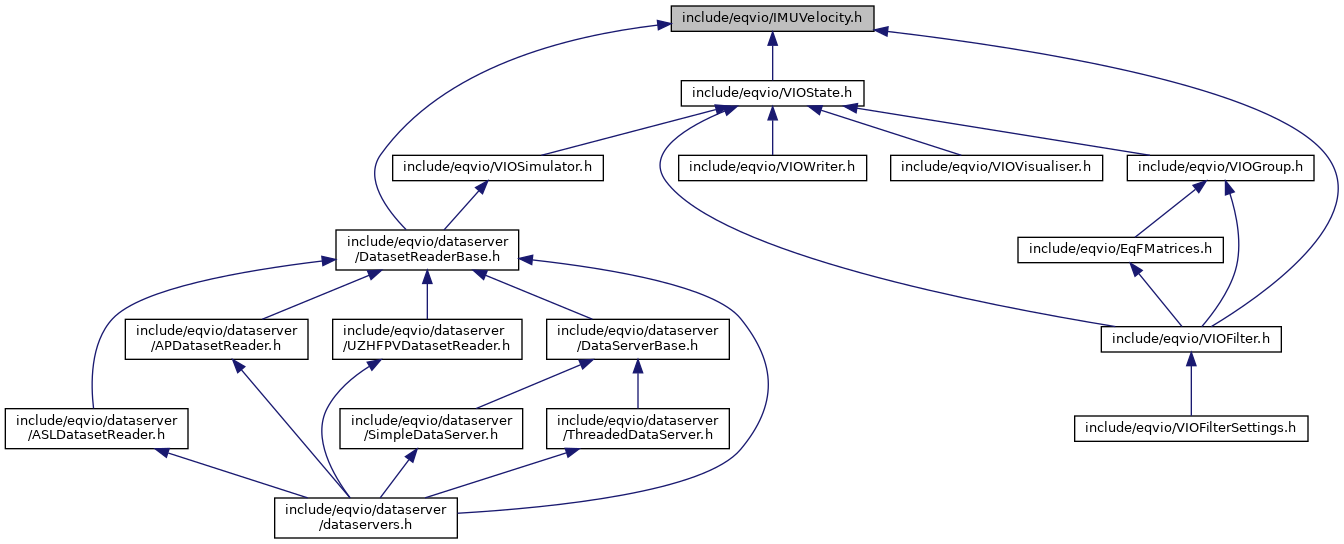 include/eqvio/IMUVelocity.h
include/eqvio/VIOState.h
include/eqvio/VIOSimulator.h
include/eqvio/VIOWriter.h
include/eqvio/VIOVisualiser.h
include/eqvio/VIOGroup.h
include/eqvio/dataserver
/DatasetReaderBase.h
include/eqvio/EqFMatrices.h
include/eqvio/dataserver
/APDatasetReader.h
include/eqvio/dataserver
/UZHFPVDatasetReader.h
include/eqvio/dataserver
/DataServerBase.h
include/eqvio/VIOFilter.h
include/eqvio/dataserver
/ASLDatasetReader.h
include/eqvio/dataserver
/SimpleDataServer.h
include/eqvio/dataserver
/ThreadedDataServer.h
include/eqvio/VIOFilterSettings.h
include/eqvio/dataserver
/dataservers.h